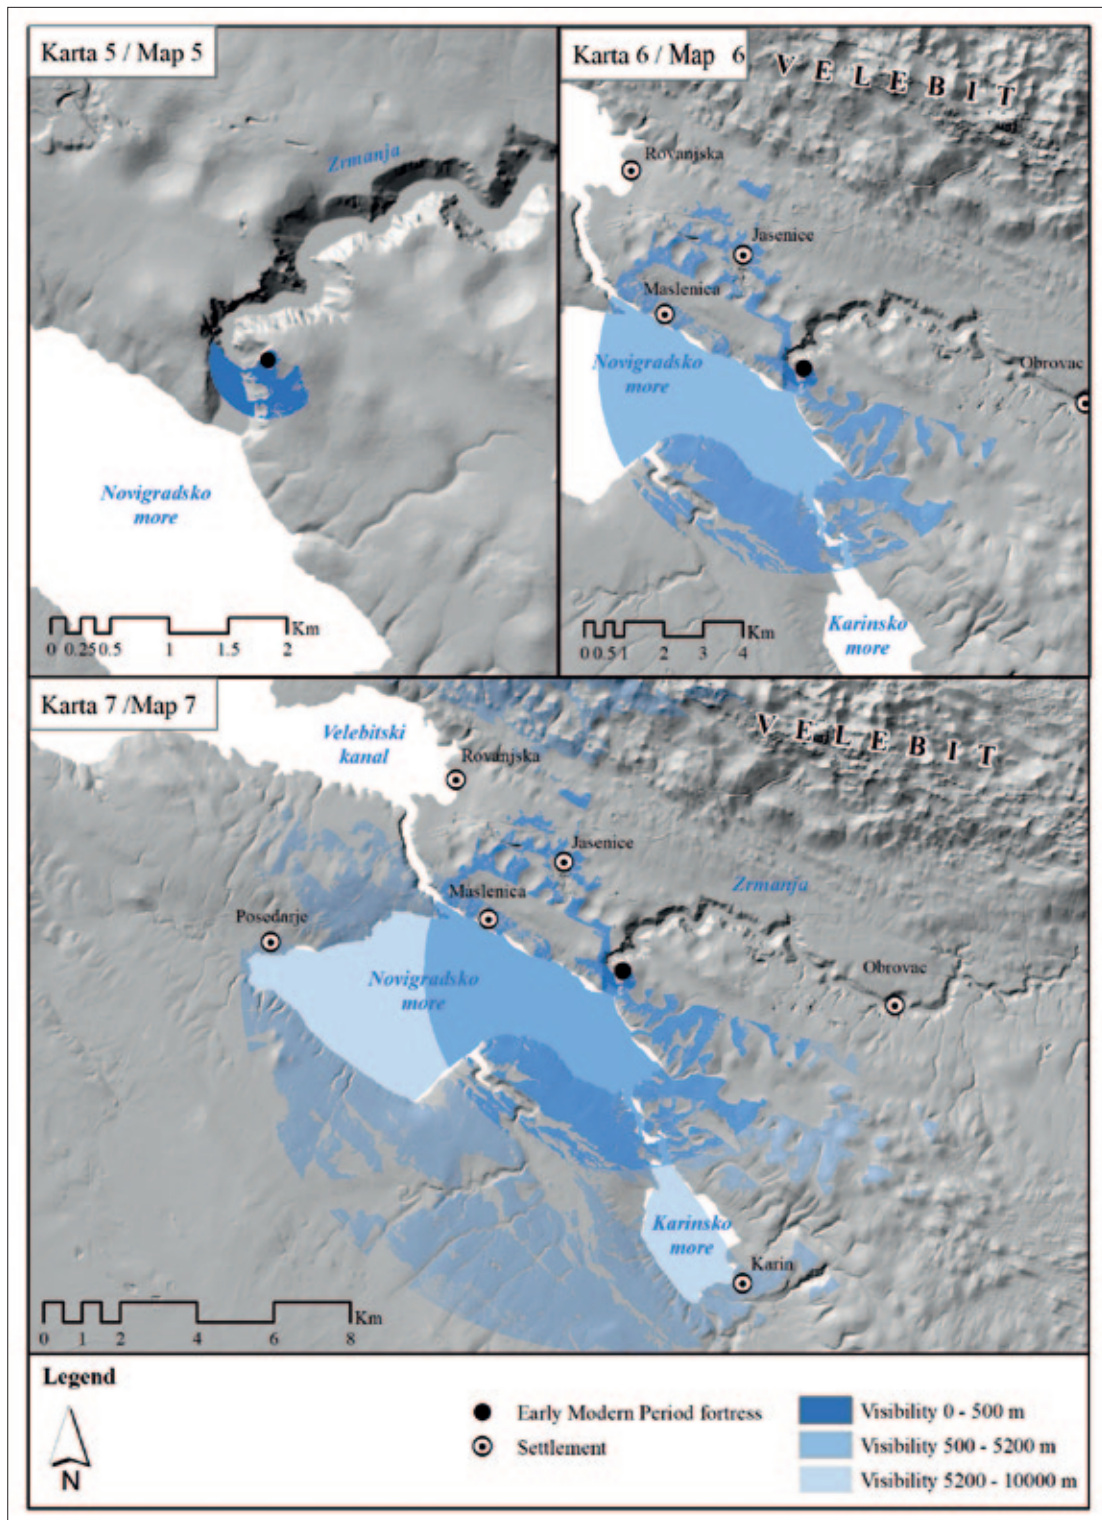 Karta 5 / Map 5
Zrmanja
Novigradsko
more
Km
0 0.25 0.5 1 1.5 2
Karta 6 / Map 6
VELEBIT
Rovanjska
Jasenice
Maslenica
Novigradsko
more
Obrovac
Karinsko
more
Km
0 0.5 1 2 3 4
Karta 7 /Map 7
VELEBIT
Velebitski
kanal
Rovanjska
Jasenice
Maslenica
Zrmanja
Posedarje
Obrovac
Novigradsko
more
Karinsko
more
Karin
Km
0 1 2 4 6 8
Legend
N
Early Modern Period fortress
Settlement
Visibility 0 - 500 m
Visibility 500 - 5200 m
Visibility 5200 - 10000 m